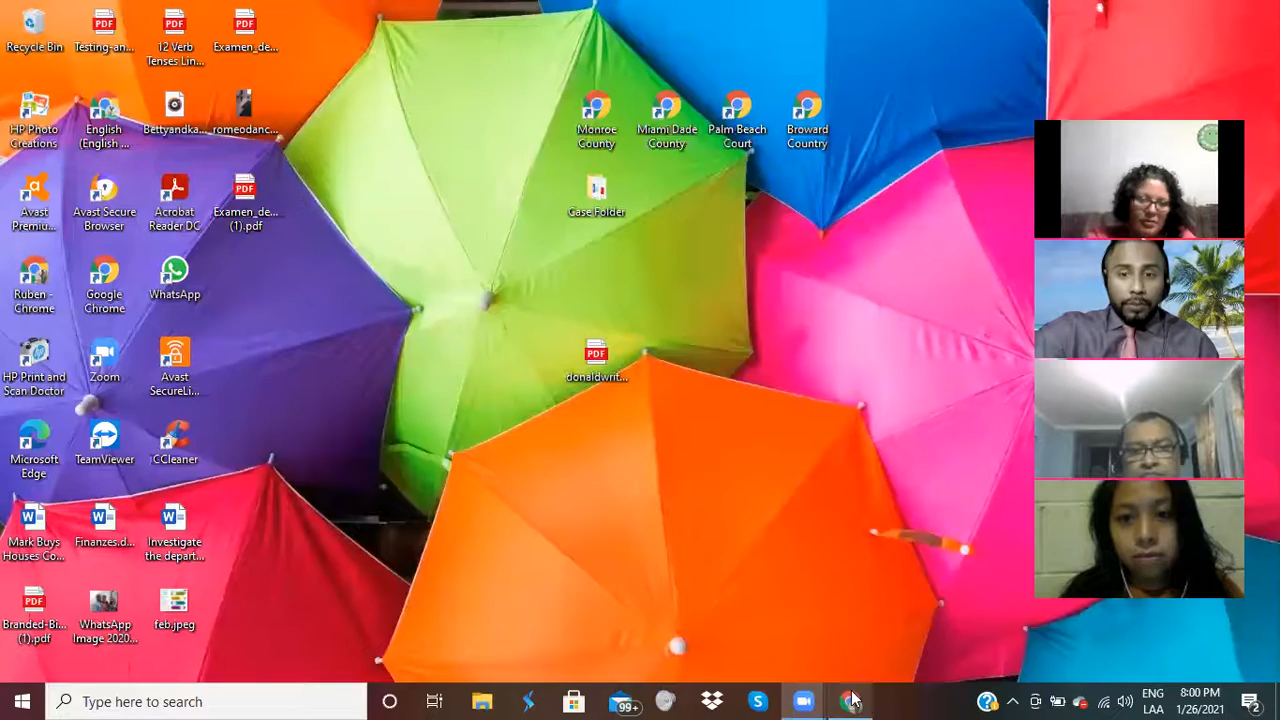 Recycle Bin
Testing-an...
12 Verb
Tenses Lin...
Examen_de...
HP Photo
Creations
English
(English ...
Bettyandka...
romeodanc...
Monroe
County
Miami Dade
County
Palm Beach
Court
Broward
Country
Avast
Premiu...
Avast Secure
Browser
Acrobat
Reader DC
Examen_de...
(1).pdf
Case Folder
Ruben -
Chrome
Google
Chrome
WhatsApp
HP Print and
Scan Doctor
Zoom
Avast
SecureLi...
donaldwrit...
Microsoft
Edge
TeamViewer
CCleaner
Mark Buys
Houses Co...
Finanzes.d...
Investigate
the depart...
Branded-Bi...
(1).pdf
WhatsApp
Image 2020...
feb.jpeg
Type here to search
99+
ENG
LAA
8:00 PM
1/26/2021
2